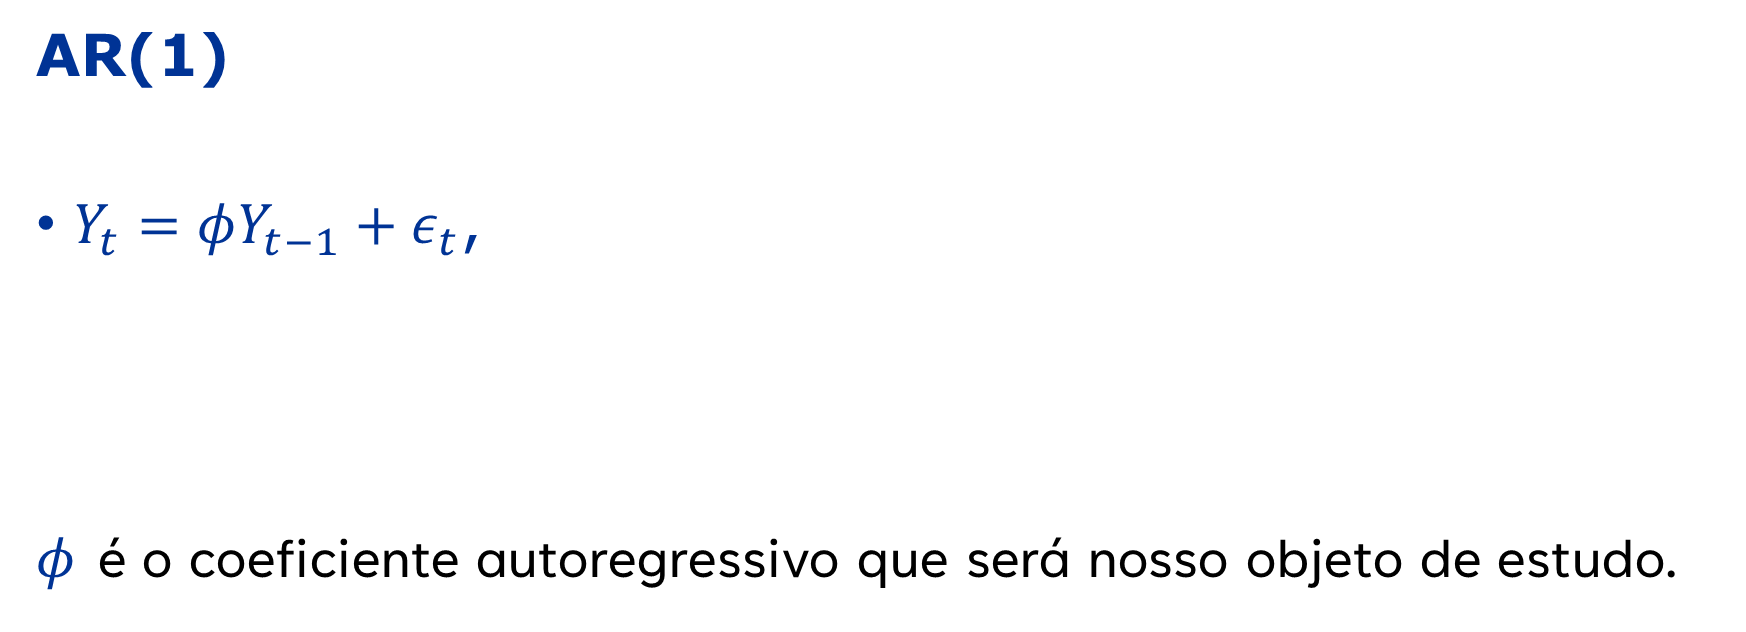 AR(1)
• Yₜ = ϕYₜ₋₁ + ϵₜ,
ϕ é o coeficiente autoregressivo que será nosso objeto de estudo.